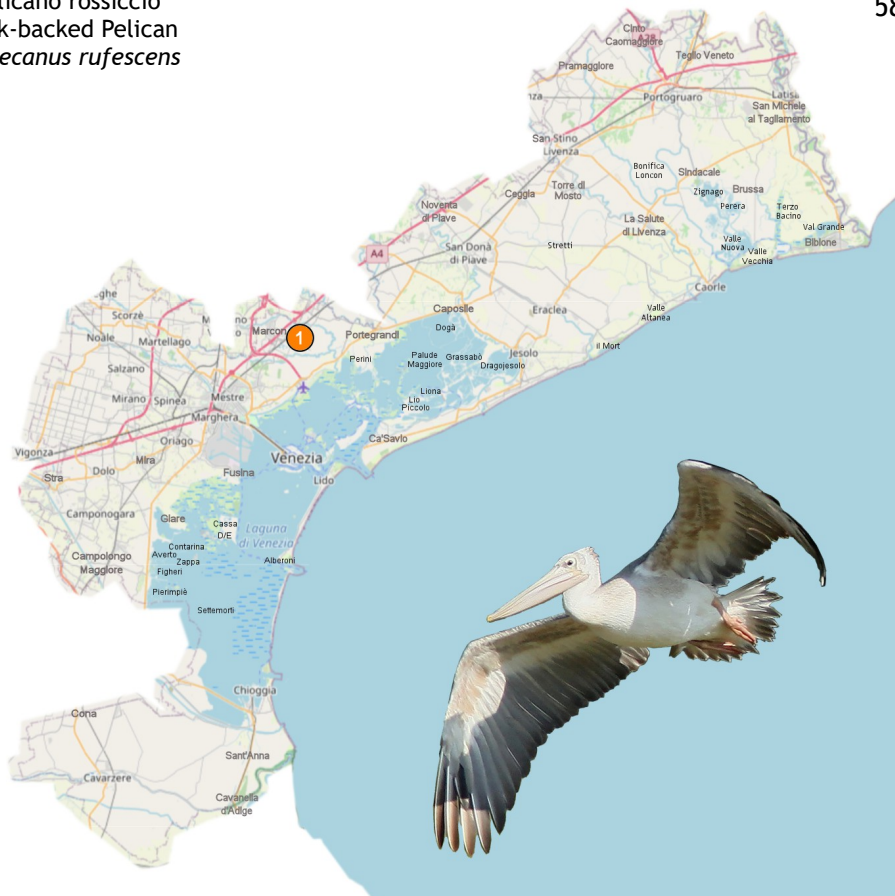 licano rossiccio
k-backed Pelican
ecanus rufescens
58
Cinto
Caomaggiore
A28
Teglio Veneto
Pramaggiore
nza
Portogruaro
Latisa
San Michele
al Tagliamento
San Stino
Livenza
Bonifica
Loncon
Sindacale
Zignago
Brussa
Perera
Terzo
Bacino
Val Grande
Bibione
Valle
Nuova
Valle
Vecchia
Torre di
Mosto
Ceggia
Noventa
di Piave
La Salute
di Livenza
A4
San Donà
di Piave
Stretti
Caorle
Valle
Altanea
Eraclea
il Mort
Caposile
Dogà
Portegrandi
Perini
Palude
Maggiore
Grassabò
Jesolo
Dragojesolo
Liona
Lio
Piccolo
Ca'Savio
ghe
Scorzè
M
no
o
Marcon
1
Noale
Martellago
Salzano
Mirano
Spinea
Mestre
Marghera
Oriago
Vigonza
Mira
Stra
Dolo
Fusina
Venezia
Lido
Camponogara
Giare
Cassa
D/E
Laguna
di Venezia
Contarina
Averto
Zappa
Figheri
Campolongo
Maggiore
Alberoni
Pierimpiè
Settemorti
Chioggia
Cona
Sant'Anna
Cavarzere
Cavanella
d'Adige